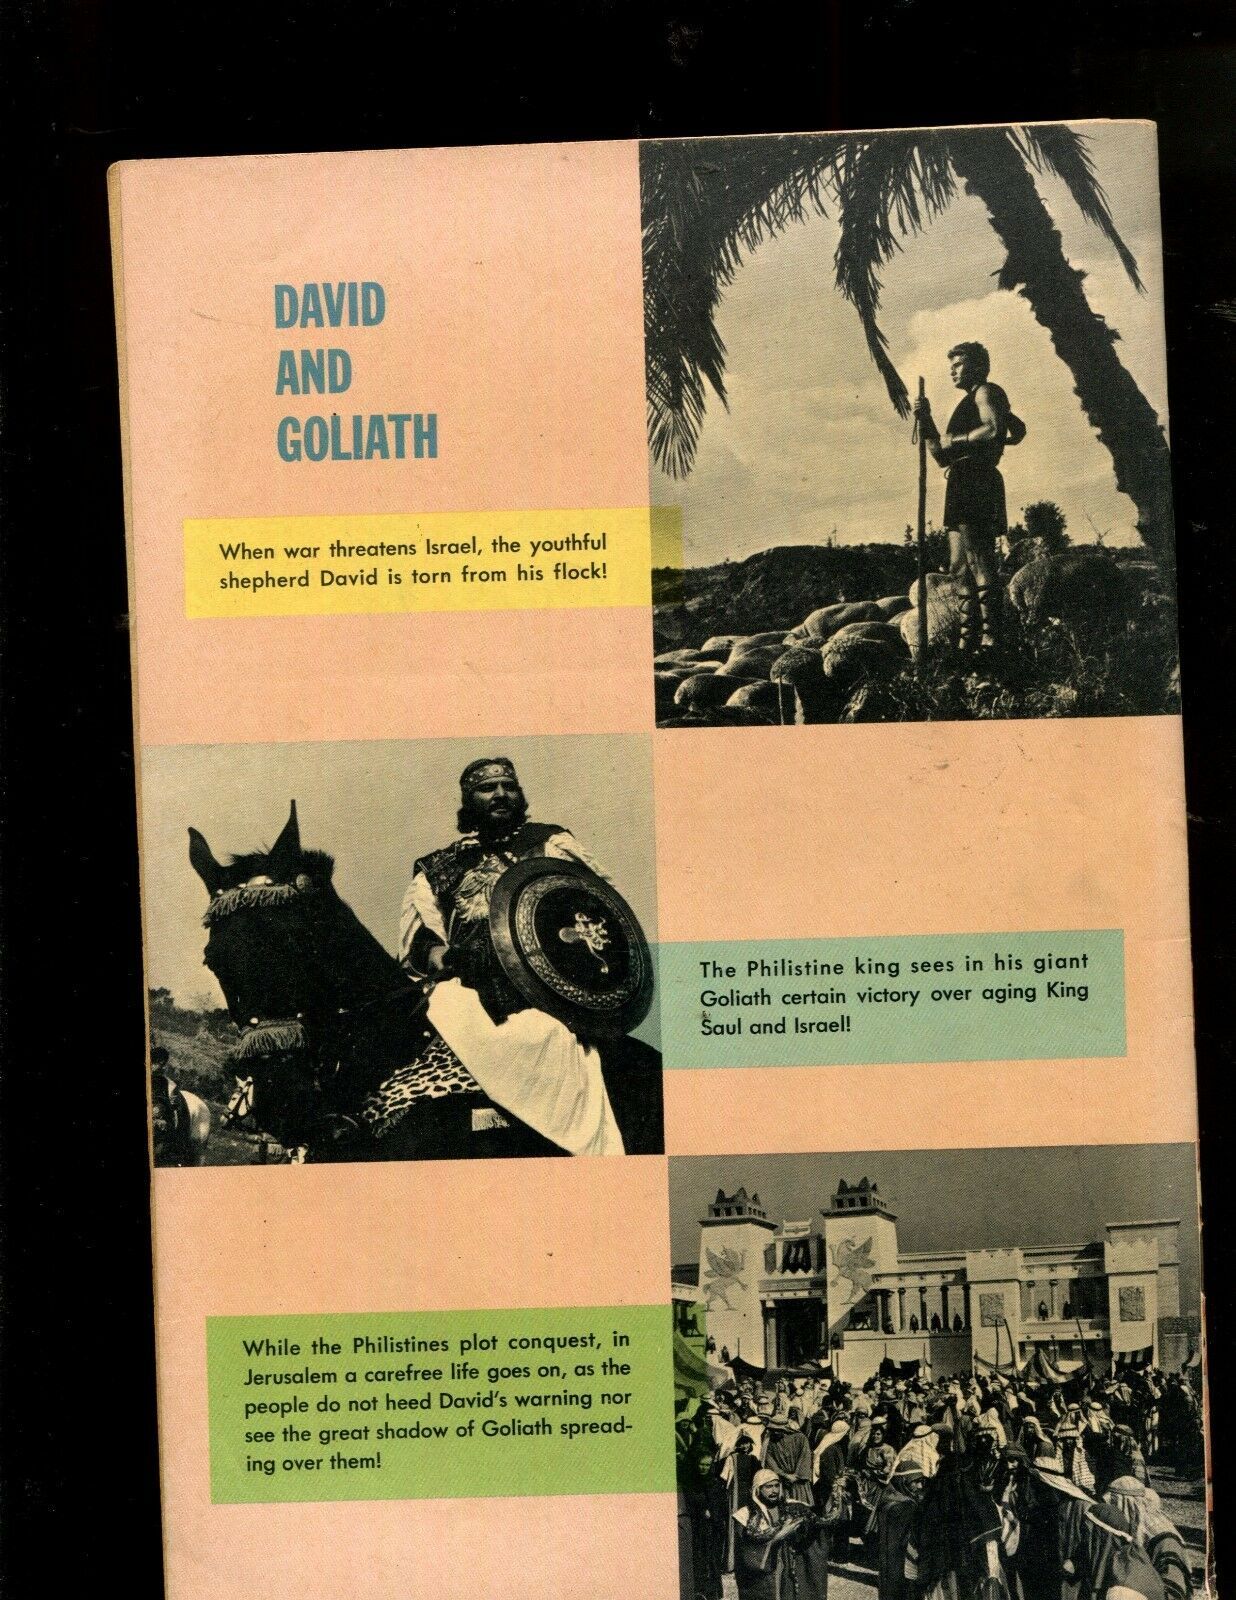 DAVID
AND
GOLIATH
When war threatens Israel, the youthful
shepherd David is torn from his flock!
The Philistine king sees in his giant
Goliath certain victory over aging King
Saul and Israel!
While the Philistines plot conquest, in
Jerusalem a carefree life goes on, as the
people do not heed David's warning nor
see the great shadow of Goliath spread-
ing over them!